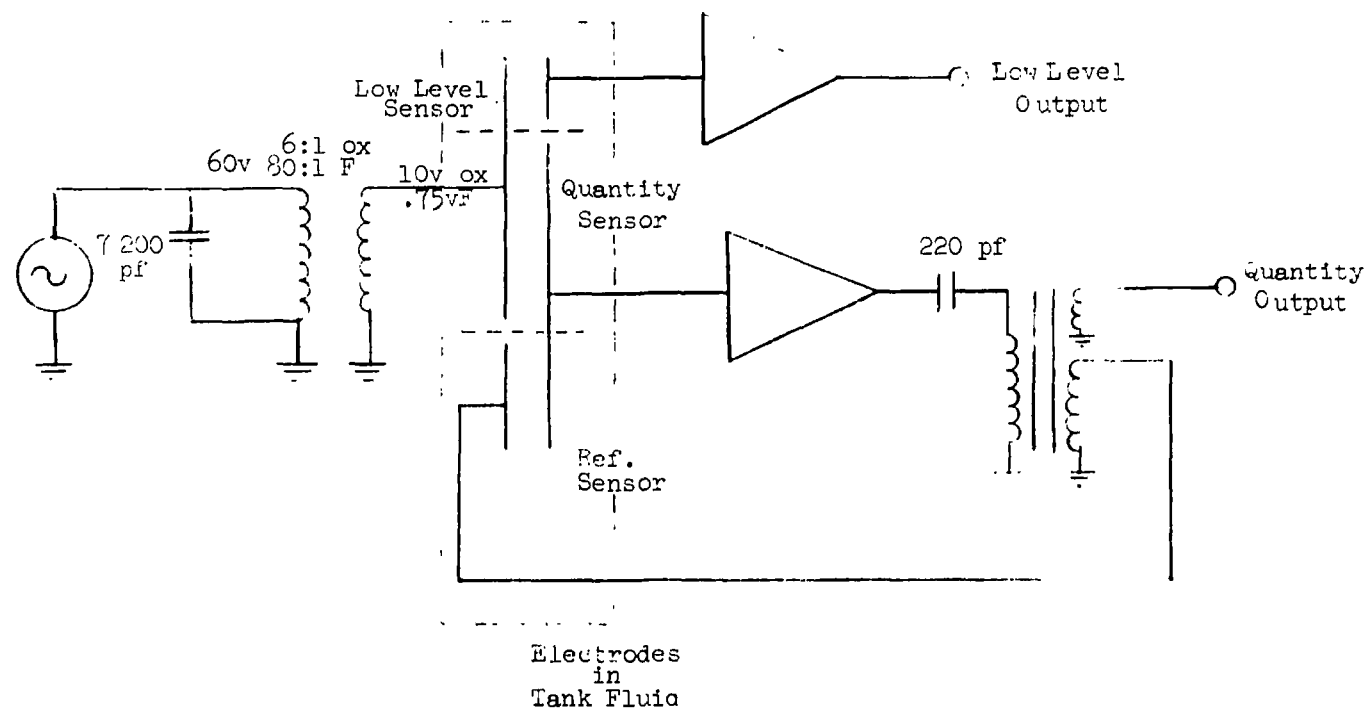 Low Level
Output
Low Level
Sensor
6:1 ox
60v 80:1 F
10v ox
.75vF
Quantity
Sensor
7 200
pf
220 pf
Quantity
Output
Ref.
Sensor
Electrodes
in
Tank Fluid